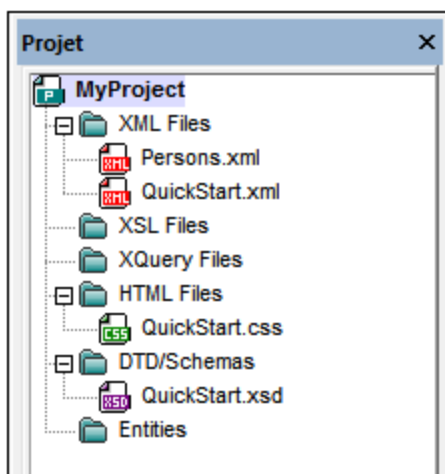 Projet
MyProject
XML Files
Persons.xml
QuickStart.xml
XSL Files
XQuery Files
HTML Files
QuickStart.css
DTD/Schemas
QuickStart.xsd
Entities